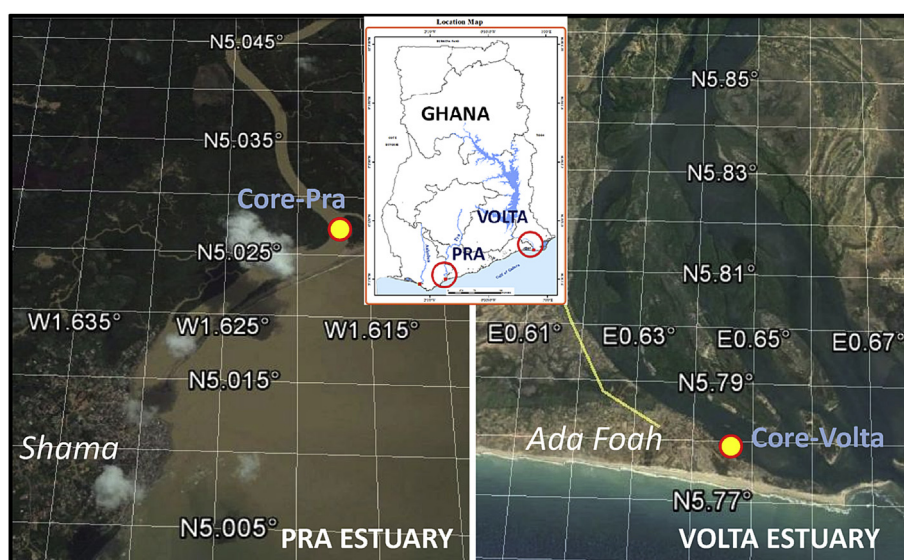 Location Map
GHANA
VOLTA
PRA
N5.045°
N5.035°
Core-Pra
N5.025°
W1.635°
W1.625°
W1.615°
N5.015°
Shama
N5.005°
PRA ESTUARY
N5.85°
N5.83°
N5.81°
E0.61°
E0.63°
E0.65°
E0.67°
N5.79°
Ada Foah
Core-Volta
N5.77°
VOLTA ESTUARY